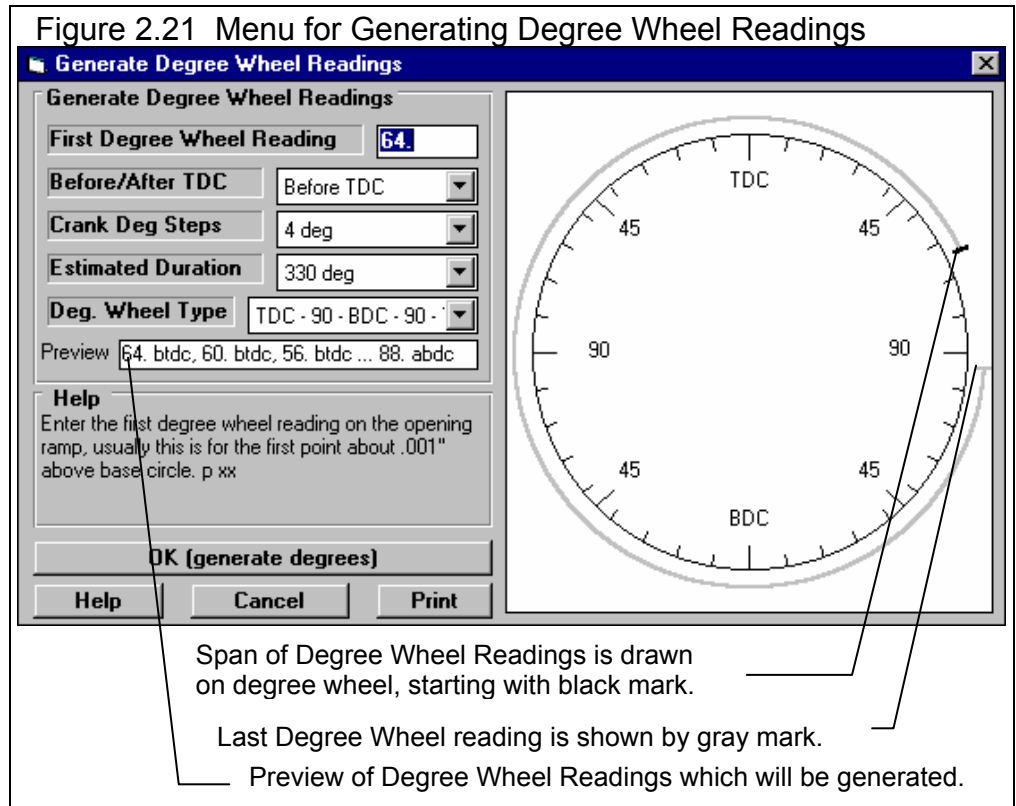 Figure 2.21 Menu for Generating Degree Wheel Readings
Generate Degree Wheel Readings
Generate Degree Wheel Readings
First Degree Wheel Reading 64.
Before/After TDC Before TDC
Crank Deg Steps 4 deg
Estimated Duration 330 deg
Deg. Wheel Type TDC - 90 - BDC - 90 -
Preview 64. btdc, 60. btdc, 56. btdc ... 88. abdc
Help
Enter the first degree wheel reading on the opening
ramp, usually this is for the first point about .001"
above base circle. p xx
OK (generate degrees)
Help Cancel Print
TDC
45 45
90 90
45 45
BDC
Span of Degree Wheel Readings is drawn
on degree wheel, starting with black mark.
Last Degree Wheel reading is shown by gray mark.
Preview of Degree Wheel Readings which will be generated.